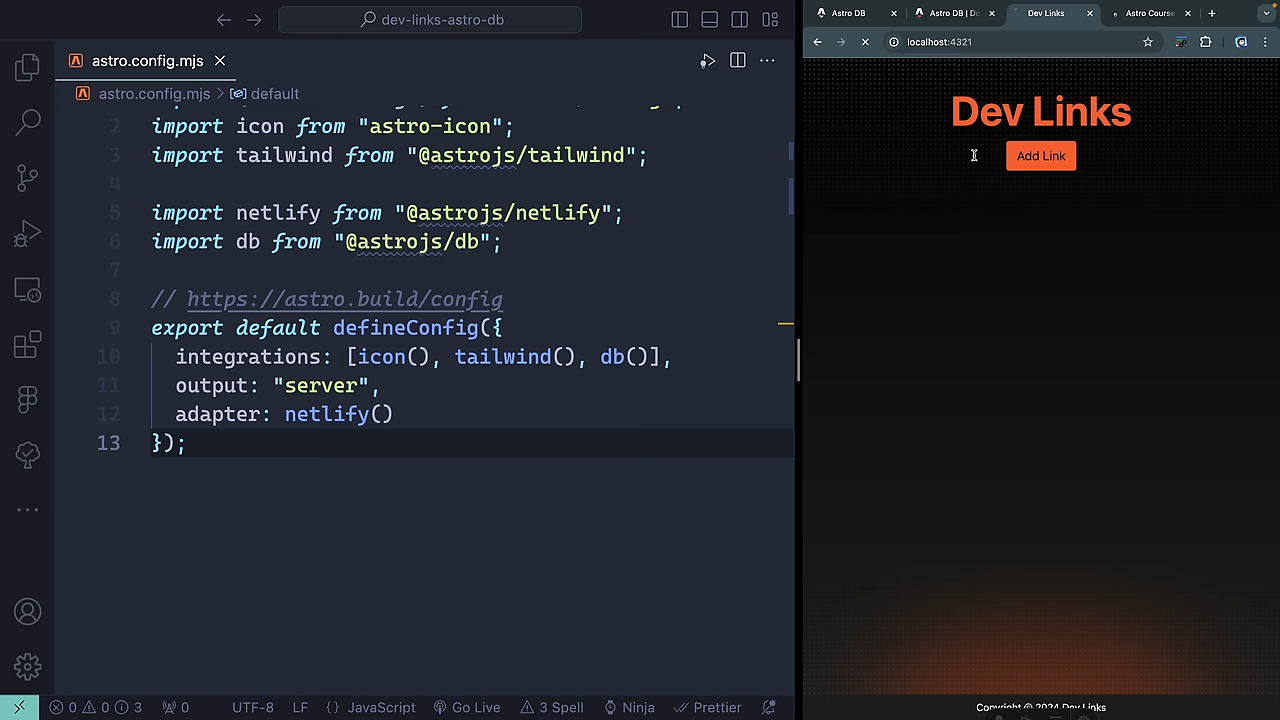 dev-links-astro-db
astro.config.mjs
astro.config.mjs > default
2 import icon from "astro-icon";
3 import tailwind from "@astrojs/tailwind";
4
5 import netlify from "@astrojs/netlify";
6 import db from "@astrojs/db";
7
8 // https://astro.build/config
9 export default defineConfig({
10 integrations: [icon(), tailwind(), db()],
11 output: "server",
12 adapter: netlify()
13 });
0 0 3 0 UTF-8 LF {} JavaScript Go Live 3 Spell Ninja Prettier
Astro DB Astro DB | Do Dev Links Astro Course
localhost:4321
Dev Links
Add Link
Copyright © 2024 Dev Links